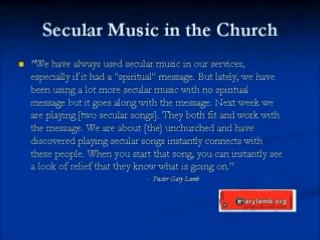 Secular Music in the Church
"We have always used secular music in our services,
especially if it had a "spiritual" message. But lately, we have
been using a lot more secular music with no spiritual
message but it goes along with the message. Next week we
are playing [two secular songs]. They both fit and work with
the message. We are about [the] unchurched and have
discovered playing secular songs instantly connects with
these people. When you start that song, you can instantly see
a look of relief that they know what is going on."
- Pastor Gary Lamb
Garylamb.org